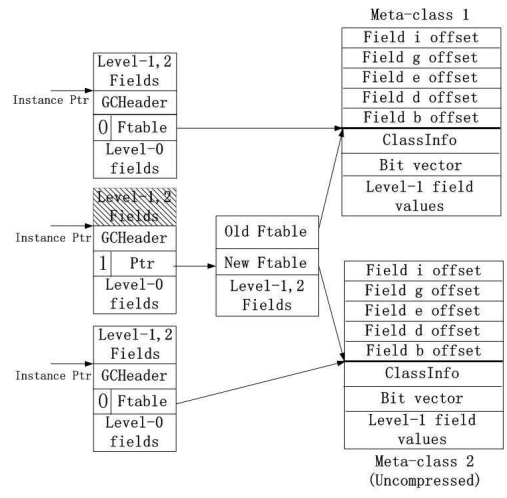 Meta-class 1
Level-1,2
Fields
Instance Ptr
GCHeader
0 Ftable
Level-0
fields
Field i offset
Field g offset
Field e offset
Field d offset
Field b offset
ClassInfo
Bit vector
Level-1 field
values
Level-1,2
Fields
Instance Ptr
GCHeader
1 Ptr
Level-0
fields
Old Ftable
New Ftable
Level-1,2
Fields
Level-1,2
Fields
Instance Ptr
GCHeader
0 Ftable
Level-0
fields
Field i offset
Field g offset
Field e offset
Field d offset
Field b offset
ClassInfo
Bit vector
Level-1 field
values
Meta-class 2
(Uncompressed)